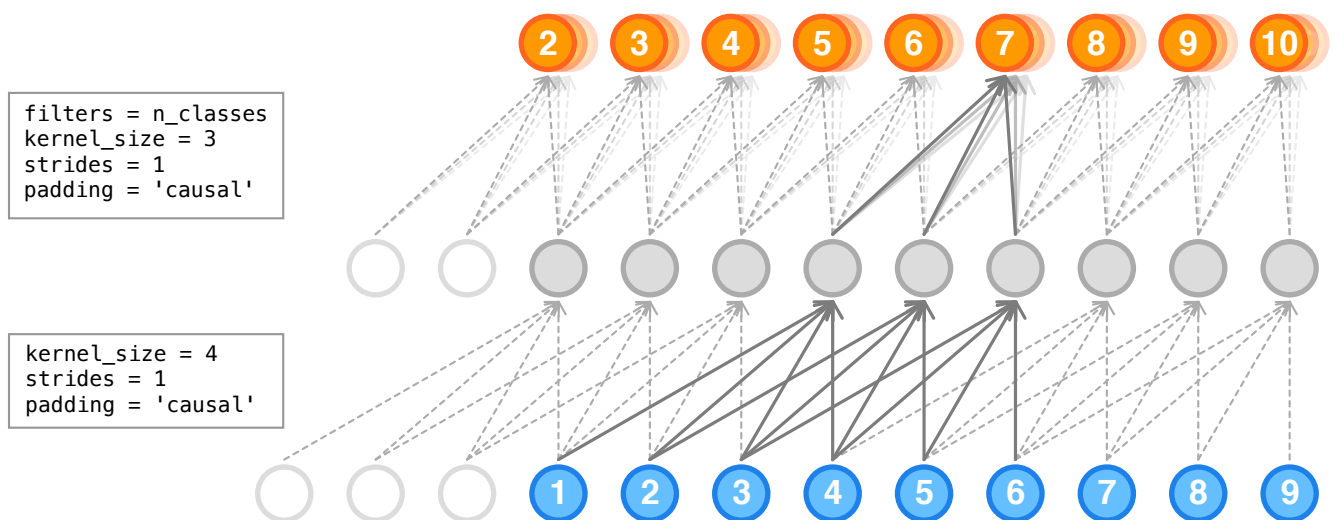 2 3 4 5 6 7 8 9 10
filters = n_classes
kernel_size = 3
strides = 1
padding = 'causal'
kernel_size = 4
strides = 1
padding = 'causal'
1 2 3 4 5 6 7 8 9